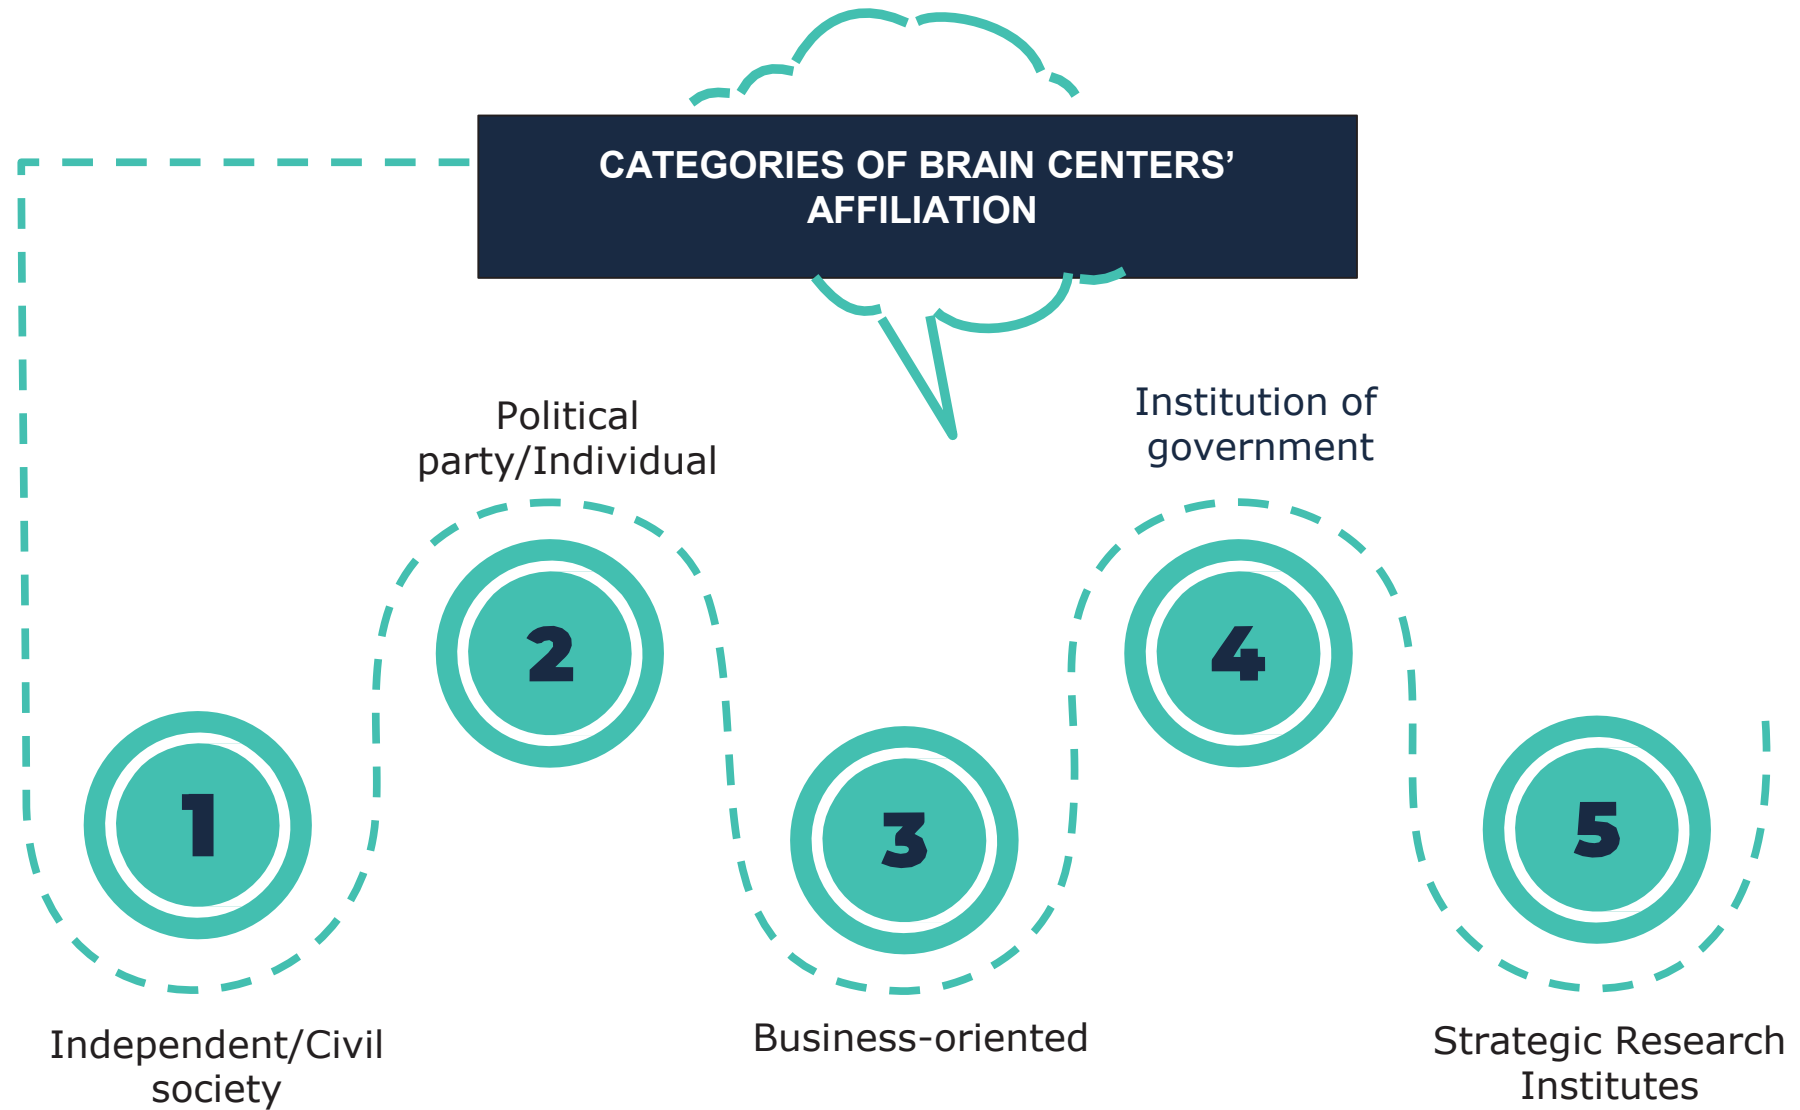 CATEGORIES OF BRAIN CENTERS’
AFFILIATION
1
Independent/Civil
society
2
Political
party/Individual
3
Business-oriented
4
Institution of
government
5
Strategic Research
Institutes